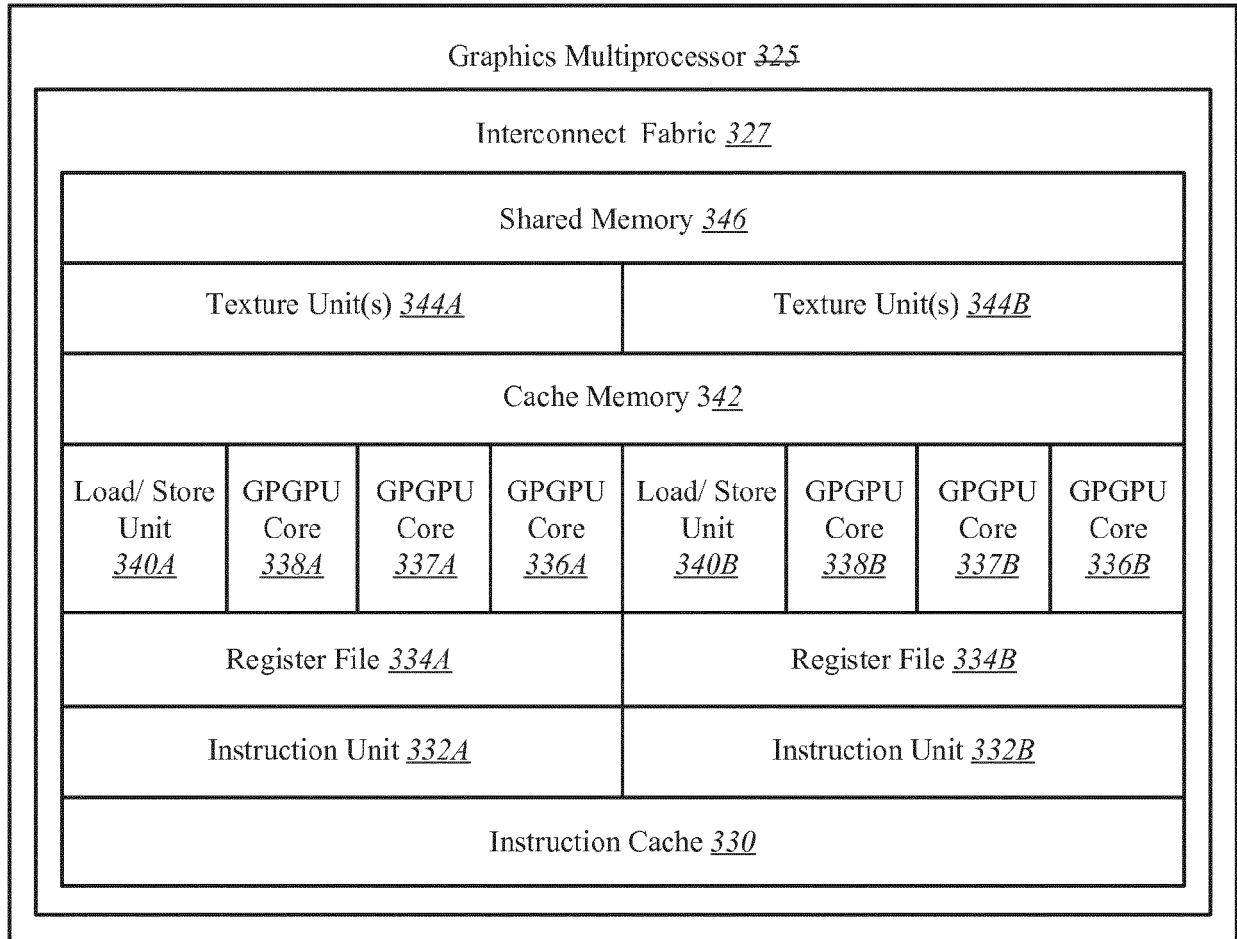 Graphics Multiprocessor 325
Interconnect Fabric 327
Shared Memory 346
Texture Unit(s) 344A
Texture Unit(s) 344B
Cache Memory 342
Load/ Store
Unit
340A
GPGPU
Core
338A
GPGPU
Core
337A
GPGPU
Core
336A
Load/ Store
Unit
340B
GPGPU
Core
338B
GPGPU
Core
337B
GPGPU
Core
336B
Register File 334A
Register File 334B
Instruction Unit 332A
Instruction Unit 332B
Instruction Cache 330